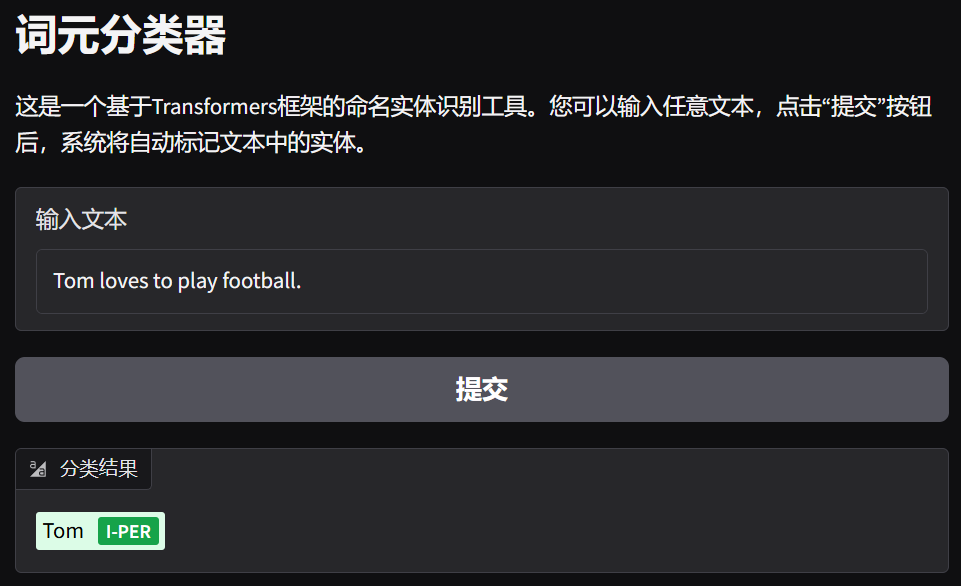 词元分类器
这是一个基于Transformers框架的命名实体识别工具。您可以输入任意文本，点击“提交”按钮
后，系统将自动标记文本中的实体。
输入文本
Tom loves to play football.
提交
分类结果
Tom I-PER